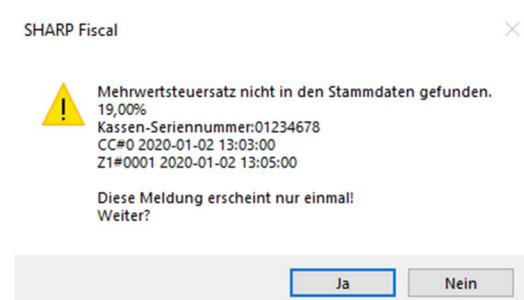 SHARP Fiscal
Mehrwertsteuersatz nicht in den Stammdaten gefunden.
19,00%
Kassen-Seriennummer:01234678
CC#0 2020-01-02 13:03:00
Z1#0001 2020-01-02 13:05:00
Diese Meldung erscheint nur einmal!
Weiter?
Ja
Nein